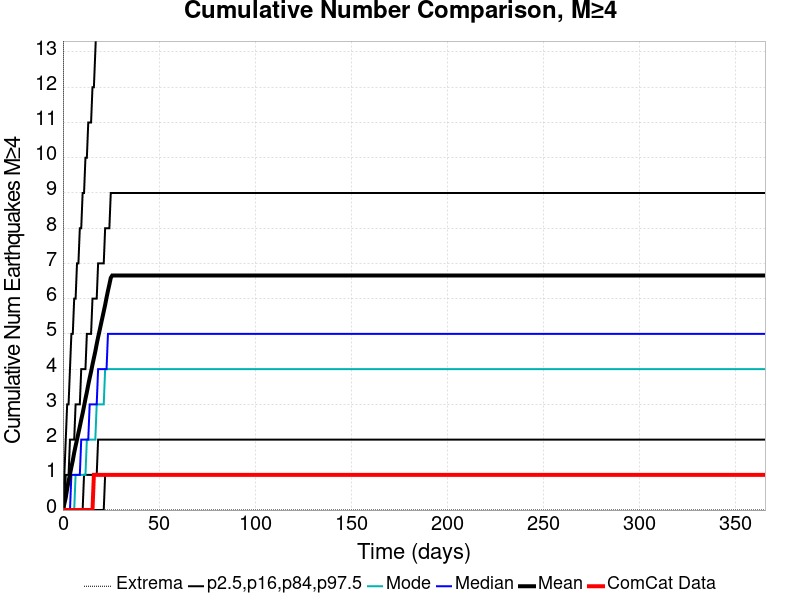 Cumulative Number Comparison, M≥4
Cumulative Num Earthquakes M≥4
13
12
11
10
9
8
7
6
5
4
3
2
1
0
0 50 100 150 200 250 300 350
Time (days)
Extrema p2.5,p16,p84,p97.5 Mode Median Mean ComCat Data